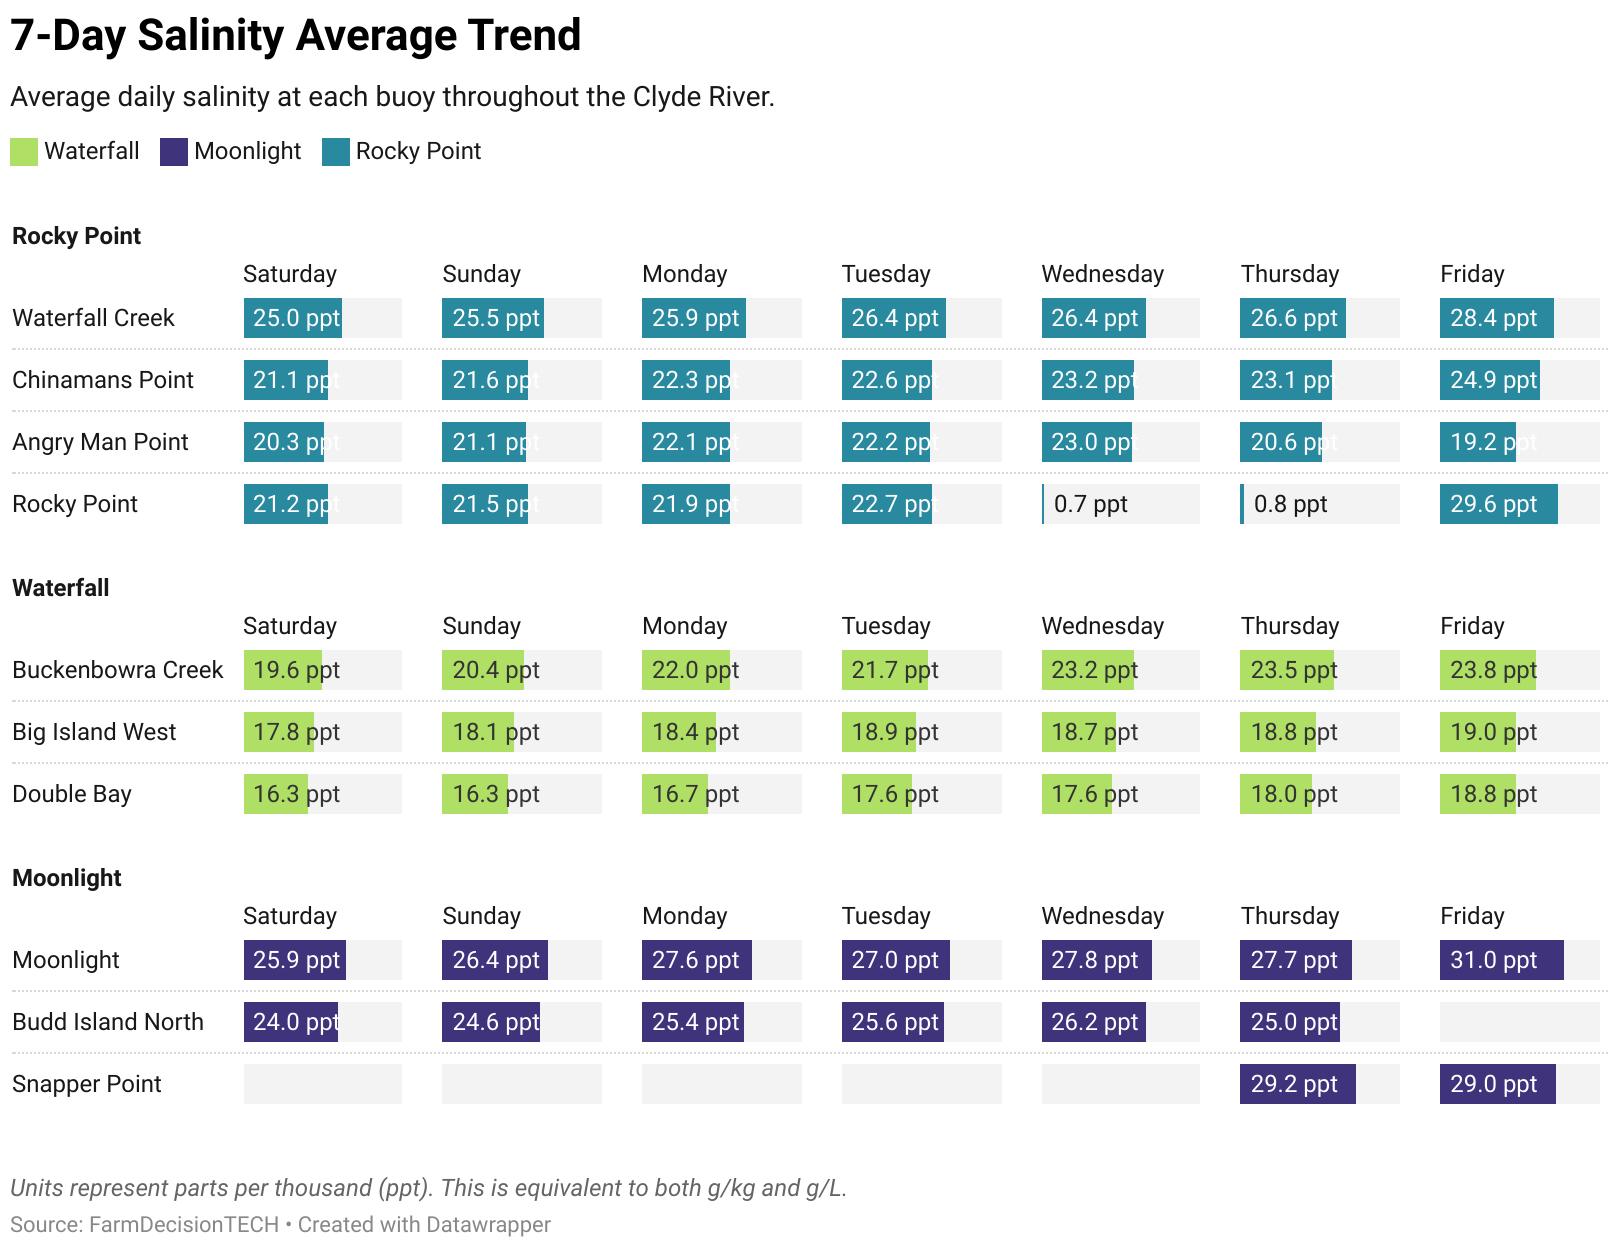 7-Day Salinity Average Trend
Average daily salinity at each buoy throughout the Clyde River.
Waterfall Moonlight Rocky Point
Rocky Point
Saturday Sunday Monday Tuesday Wednesday Thursday Friday
Waterfall Creek 25.0 ppt 25.5 ppt 25.9 ppt 26.4 ppt 26.4 ppt 26.6 ppt 28.4 ppt
Chinamans Point 21.1 ppt 21.6 ppt 22.3 ppt 22.6 ppt 23.2 ppt 23.1 ppt 24.9 ppt
Angry Man Point 20.3 ppt 21.1 ppt 22.1 ppt 22.2 ppt 23.0 ppt 20.6 ppt 19.2 ppt
Rocky Point 21.2 ppt 21.5 ppt 21.9 ppt 22.7 ppt 0.7 ppt 0.8 ppt 29.6 ppt
Waterfall
Saturday Sunday Monday Tuesday Wednesday Thursday Friday
Buckenbowra Creek 19.6 ppt 20.4 ppt 22.0 ppt 21.7 ppt 23.2 ppt 23.5 ppt 23.8 ppt
Big Island West 17.8 ppt 18.1 ppt 18.4 ppt 18.9 ppt 18.7 ppt 18.8 ppt 19.0 ppt
Double Bay 16.3 ppt 16.3 ppt 16.7 ppt 17.6 ppt 17.6 ppt 18.0 ppt 18.8 ppt
Moonlight
Saturday Sunday Monday Tuesday Wednesday Thursday Friday
Moonlight 25.9 ppt 26.4 ppt 27.6 ppt 27.0 ppt 27.8 ppt 27.7 ppt 31.0 ppt
Budd Island North 24.0 ppt 24.6 ppt 25.4 ppt 25.6 ppt 26.2 ppt 25.0 ppt
Snapper Point 29.2 ppt 29.0 ppt
Units represent parts per thousand (ppt). This is equivalent to both g/kg and g/L.
Source: FarmDecisionTECH • Created with Datawrapper